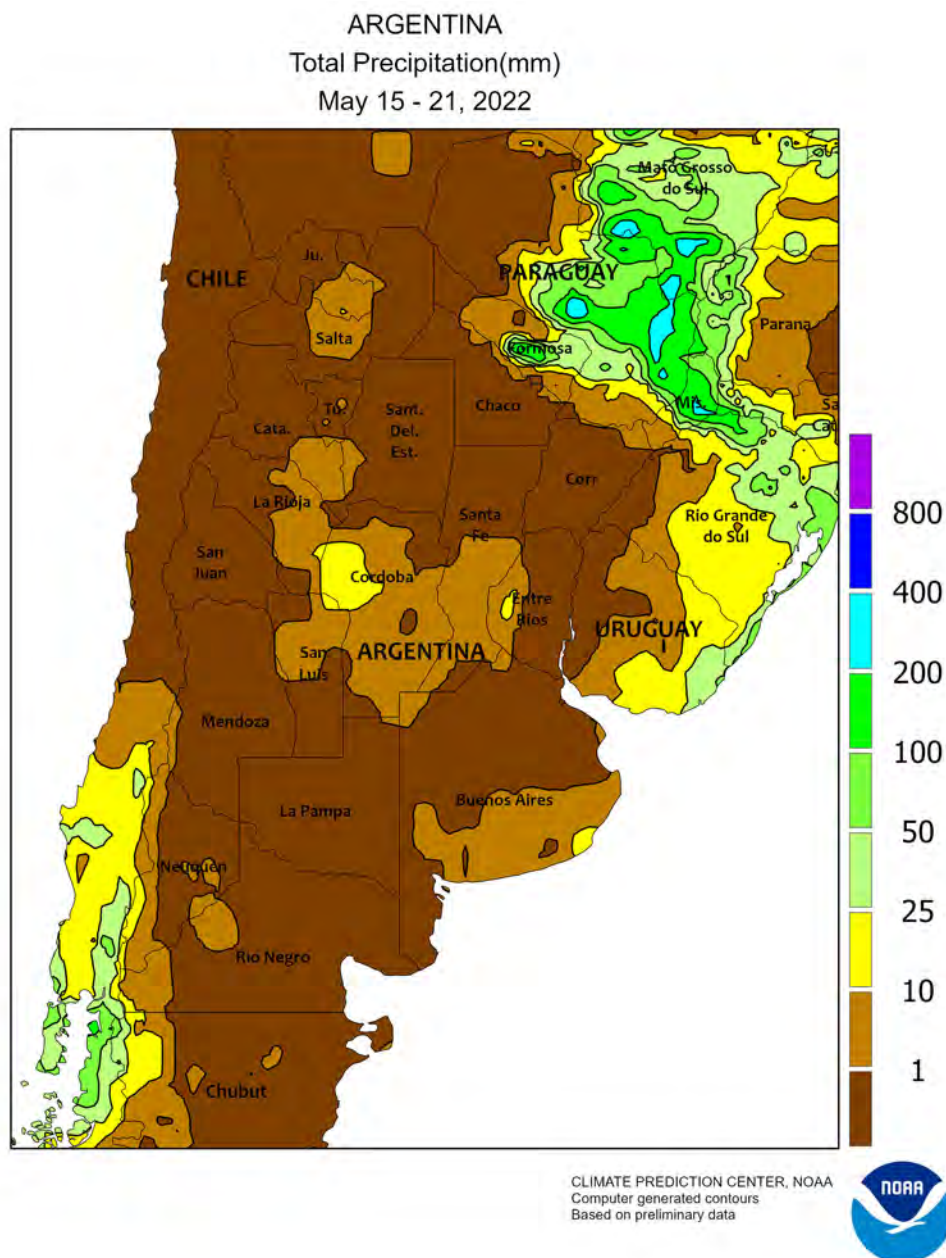 ARGENTINA
Total Precipitation(mm)
May 15 - 21, 2022
Mato Grosso
do Sul
Ju.
CHILE
PARAGUAY
Salta
Parana
Formosa
Mis.
Sa
Cat
Tu.
Sant.
Del.
Est.
Chaco
Cata.
La Rioja
Corr
Santa
Fe
Rio Grande
do Sul
San
Juan
Cordoba
Entre
Rios
URUGUAY
San
Luis
ARGENTINA
Mendoza
La Pampa
Buenos Aires
Neuquen
Rio Negro
Chubut
800
400
200
100
50
25
10
1
CLIMATE PREDICTION CENTER, NOAA
Computer generated contours
Based on preliminary data
NOAA